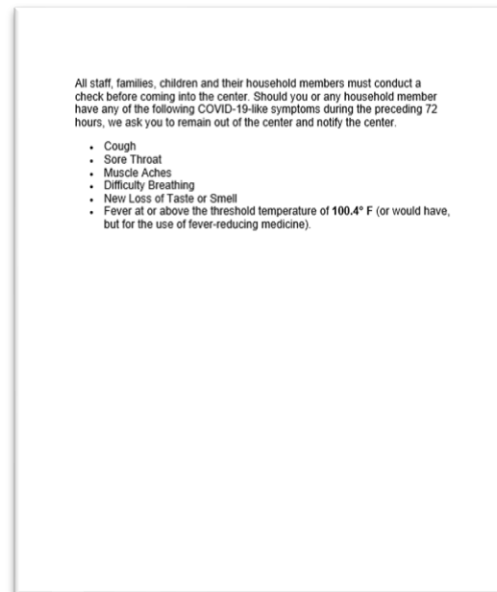 All staff, families, children and their household members must conduct a
check before coming into the center. Should you or any household member
have any of the following COVID-19-like symptoms during the preceding 72
hours, we ask you to remain out of the center and notify the center.
• Cough
• Sore Throat
• Muscle Aches
• Difficulty Breathing
• New Loss of Taste or Smell
• Fever at or above the threshold temperature of 100.4° F (or would have,
but for the use of fever-reducing medicine).